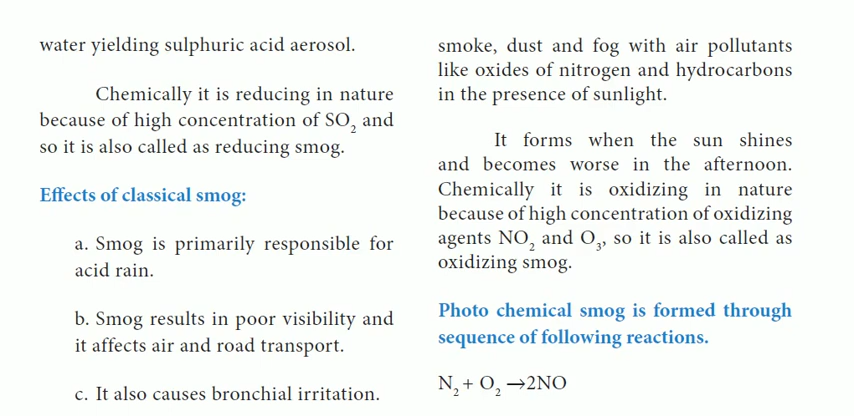 water yielding sulphuric acid aerosol.
Chemically it is reducing in nature
because of high concentration of SO₂ and
so it is also called as reducing smog.
Effects of classical smog:
a. Smog is primarily responsible for
acid rain.
b. Smog results in poor visibility and
it affects air and road transport.
c. It also causes bronchial irritation.
smoke, dust and fog with air pollutants
like oxides of nitrogen and hydrocarbons
in the presence of sunlight.
It forms when the sun shines
and becomes worse in the afternoon.
Chemically it is oxidizing in nature
because of high concentration of oxidizing
agents NO₂ and O₃, so it is also called as
oxidizing smog.
Photo chemical smog is formed through
sequence of following reactions.
N₂ + O₂ →2NO